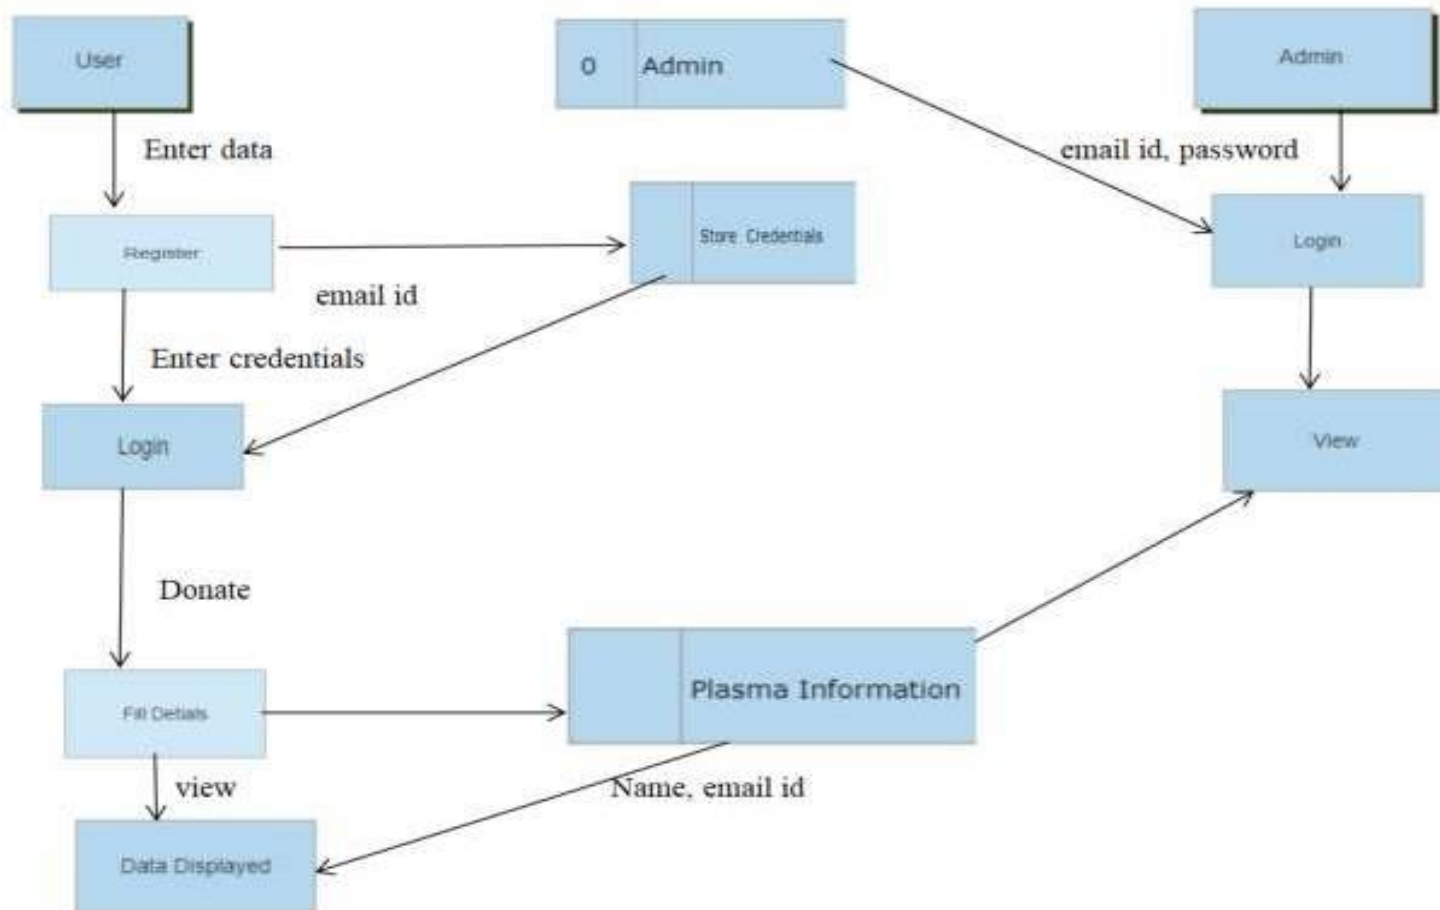 User
0 Admin
Admin
Enter data
email id, password
Register
Store Credentials
Login
email id
Enter credentials
Login
View
Donate
Fill Detials
Plasma Information
view
Name, email id
Data Displayed